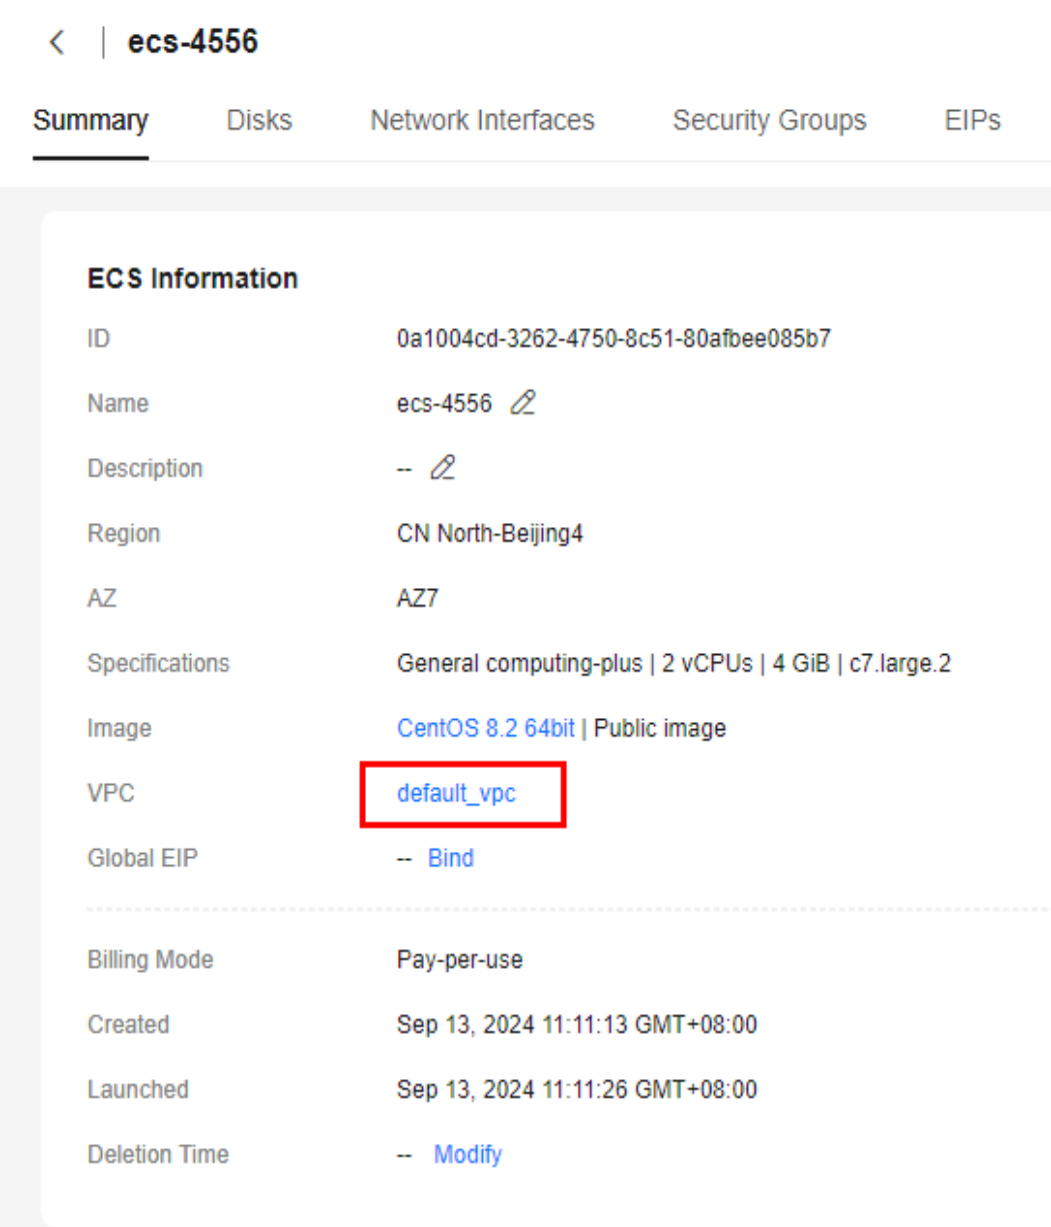 ecs-4556
Summary Disks Network Interfaces Security Groups EIPs
ECS Information
ID 0a1004cd-3262-4750-8c51-80afbee085b7
Name ecs-4556
Description --
Region CN North-Beijing4
AZ AZ7
Specifications General computing-plus | 2 vCPUs | 4 GiB | c7.large.2
Image CentOS 8.2 64bit | Public image
VPC default_vpc
Global EIP -- Bind
Billing Mode Pay-per-use
Created Sep 13, 2024 11:11:13 GMT+08:00
Launched Sep 13, 2024 11:11:26 GMT+08:00
Deletion Time -- Modify